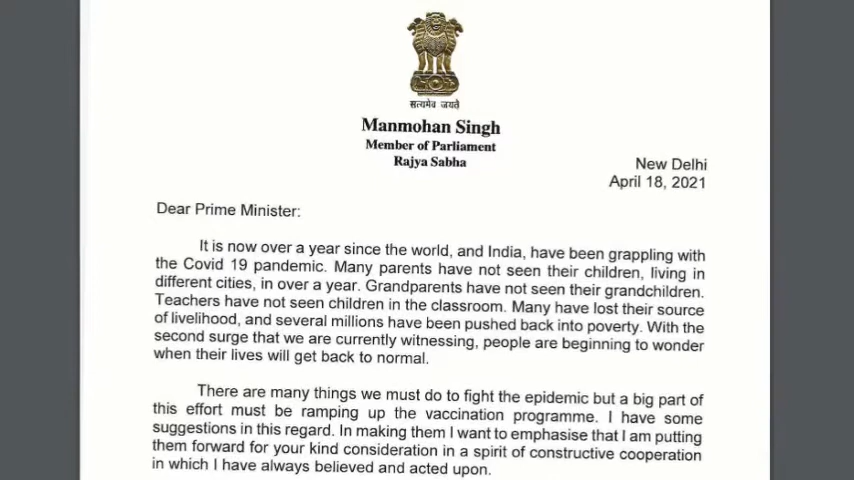 सत्यमेव जयते
Manmohan Singh
Member of Parliament
Rajya Sabha
New Delhi
April 18, 2021
Dear Prime Minister:
It is now over a year since the world, and India, have been grappling with
the Covid 19 pandemic. Many parents have not seen their children, living in
different cities, in over a year. Grandparents have not seen their grandchildren.
Teachers have not seen children in the classroom. Many have lost their source
of livelihood, and several millions have been pushed back into poverty. With the
second surge that we are currently witnessing, people are beginning to wonder
when their lives will get back to normal.
There are many things we must do to fight the epidemic but a big part of
this effort must be ramping up the vaccination programme. I have some
suggestions in this regard. In making them I want to emphasise that I am putting
them forward for your kind consideration in a spirit of constructive cooperation
in which I have always believed and acted upon.